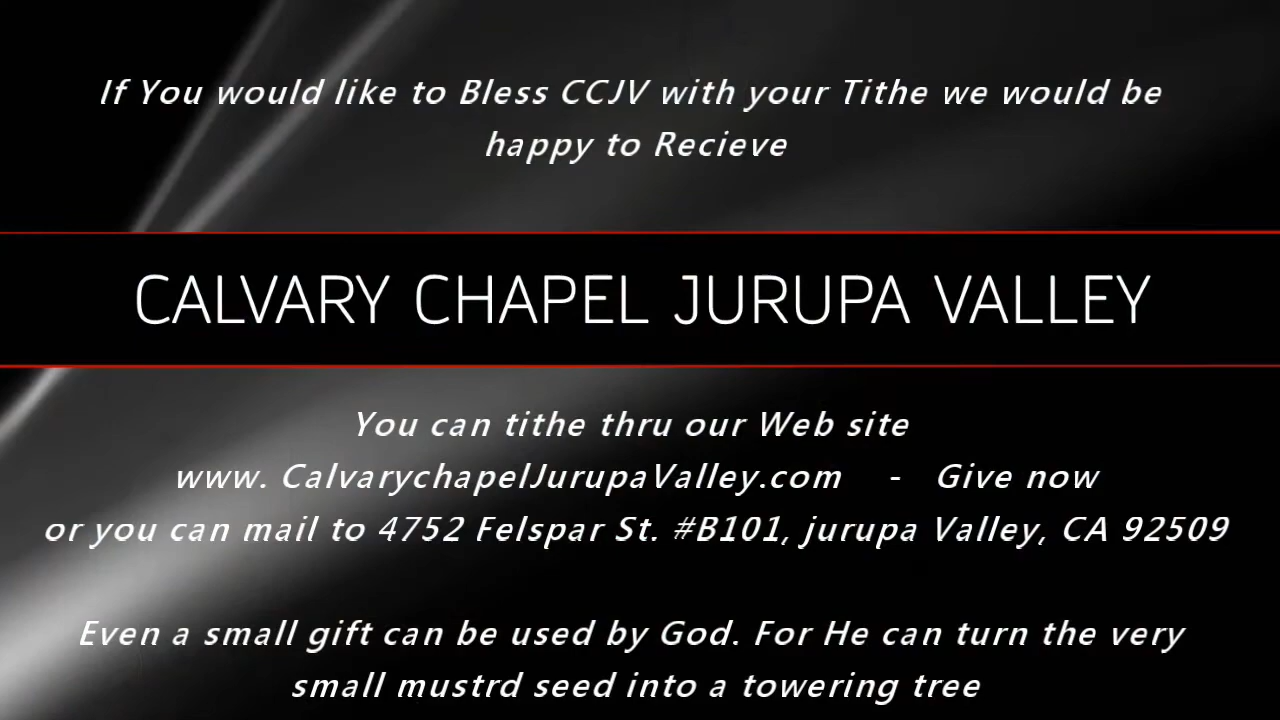 If You would like to Bless CCJV with your Tithe we would be
happy to Recieve
CALVARY CHAPEL JURUPA VALLEY
You can tithe thru our Web site
www. CalvarychapelJurupaValley.com - Give now
or you can mail to 4752 Felspar St. #B101, jurupa Valley, CA 92509
Even a small gift can be used by God. For He can turn the very
small mustrd seed into a towering tree